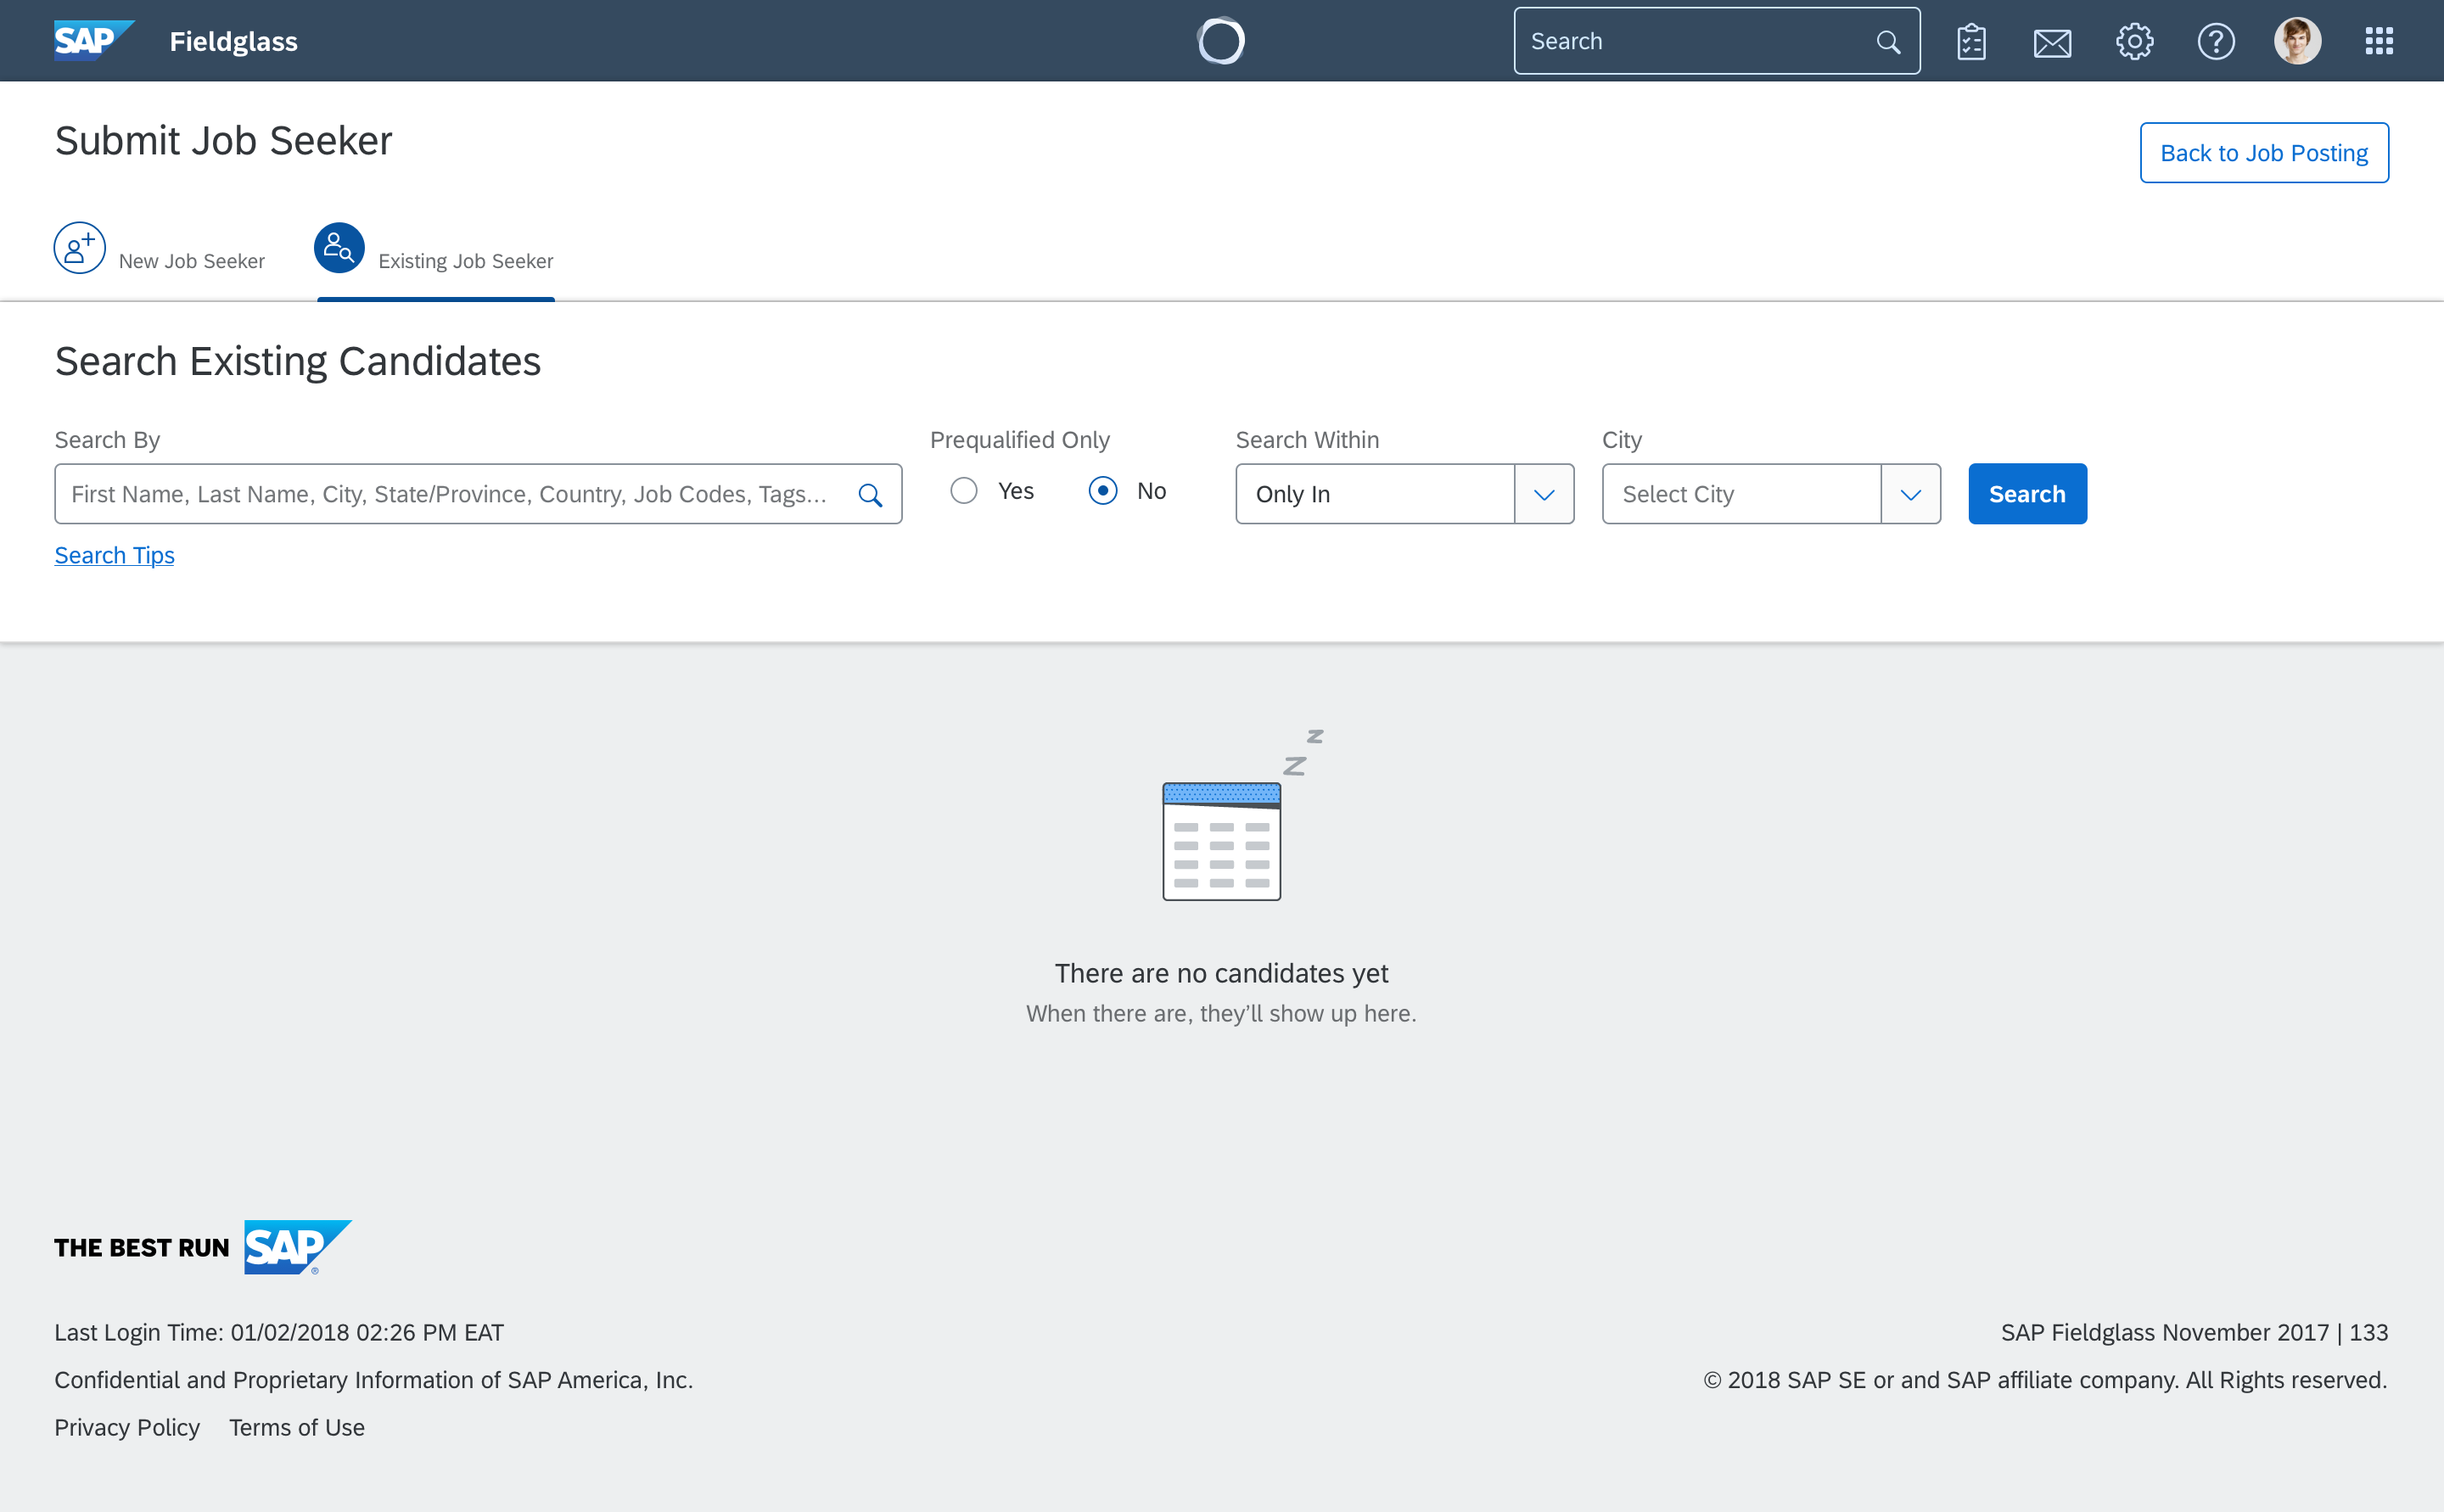 SAP Fieldglass
Search
Submit Job Seeker
Back to Job Posting
New Job Seeker
Existing Job Seeker
Search Existing Candidates
Search By
Prequalified Only
Search Within
City
First Name, Last Name, City, State/Province, Country, Job Codes, Tags...
Yes
No
Only In
Select City
Search
Search Tips
z
z
There are no candidates yet
When there are, they’ll show up here.
THE BEST RUN SAP®
Last Login Time: 01/02/2018 02:26 PM EAT
SAP Fieldglass November 2017 | 133
Confidential and Proprietary Information of SAP America, Inc.
© 2018 SAP SE or and SAP affiliate company. All Rights reserved.
Privacy Policy
Terms of Use